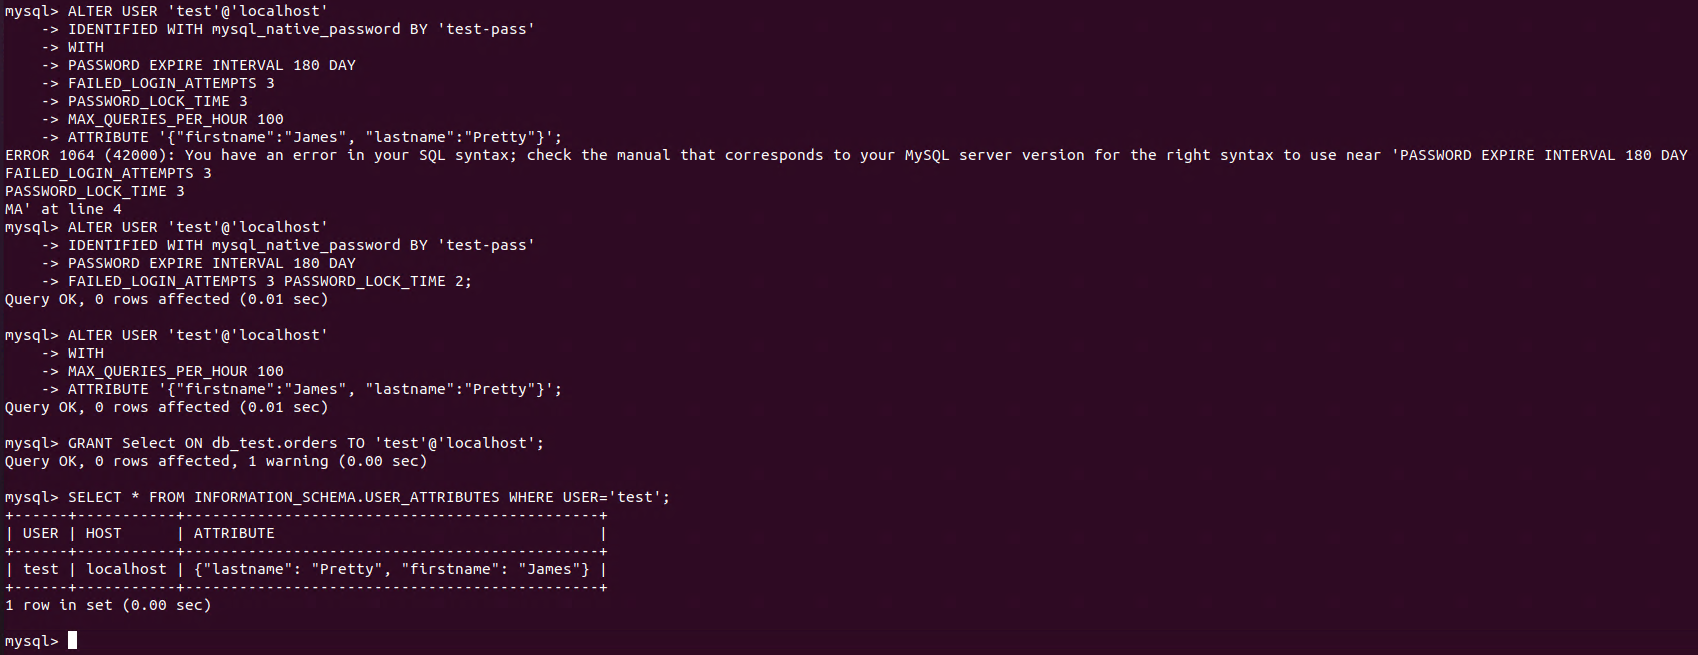 mysql> ALTER USER 'test'@'localhost'
    -> IDENTIFIED WITH mysql_native_password BY 'test-pass'
    -> WITH
    -> PASSWORD EXPIRE INTERVAL 180 DAY
    -> FAILED_LOGIN_ATTEMPTS 3
    -> PASSWORD_LOCK_TIME 3
    -> MAX_QUERIES_PER_HOUR 100
    -> ATTRIBUTE '{"firstname":"James", "lastname":"Pretty"}';
ERROR 1064 (42000): You have an error in your SQL syntax; check the manual that corresponds to your MySQL server version for the right syntax to use near 'PASSWORD EXPIRE INTERVAL 180 DAY
FAILED_LOGIN_ATTEMPTS 3
PASSWORD_LOCK_TIME 3
MA' at line 4
mysql> ALTER USER 'test'@'localhost'
    -> IDENTIFIED WITH mysql_native_password BY 'test-pass'
    -> PASSWORD EXPIRE INTERVAL 180 DAY
    -> FAILED_LOGIN_ATTEMPTS 3 PASSWORD_LOCK_TIME 2;
Query OK, 0 rows affected (0.01 sec)

mysql> ALTER USER 'test'@'localhost'
    -> WITH
    -> MAX_QUERIES_PER_HOUR 100
    -> ATTRIBUTE '{"firstname":"James", "lastname":"Pretty"}';
Query OK, 0 rows affected (0.01 sec)

mysql> GRANT Select ON db_test.orders TO 'test'@'localhost';
Query OK, 0 rows affected, 1 warning (0.00 sec)

mysql> SELECT * FROM INFORMATION_SCHEMA.USER_ATTRIBUTES WHERE USER='test';
+------+-----------+----------------------------------------------+
| USER | HOST      | ATTRIBUTE                                    |
+------+-----------+----------------------------------------------+
| test | localhost | {"lastname": "Pretty", "firstname": "James"} |
+------+-----------+----------------------------------------------+
1 row in set (0.00 sec)

mysql>